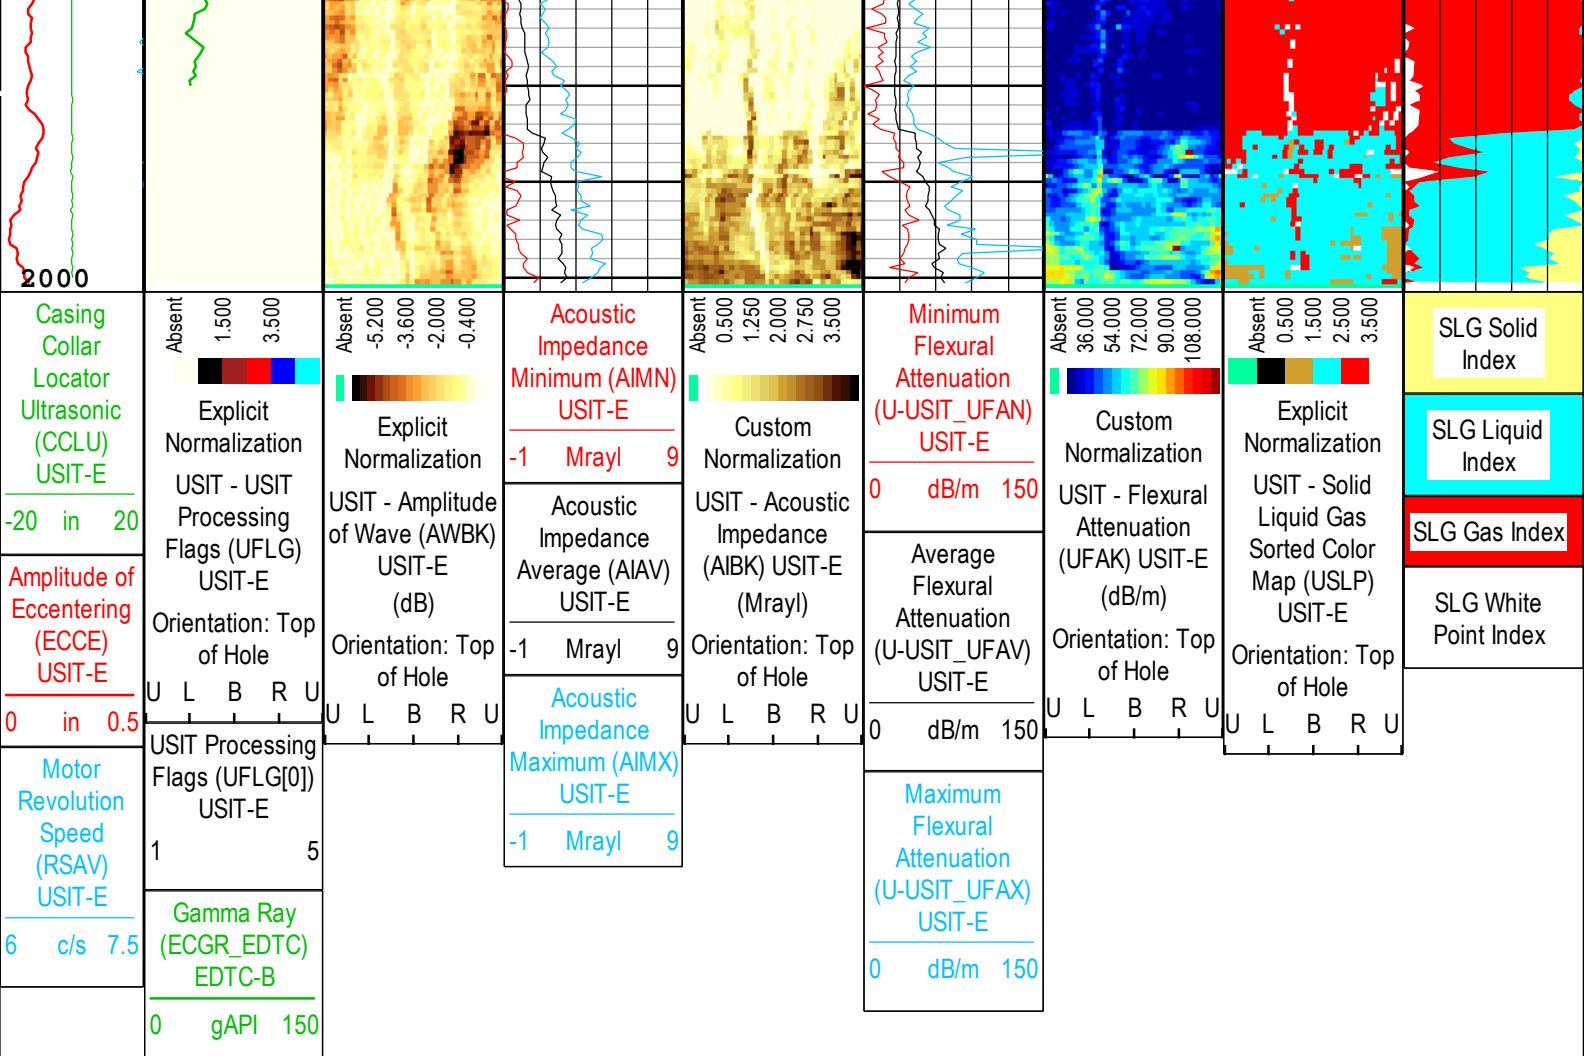 2000
Casing
Collar
Locator
Ultrasonic
(CCLU)
USIT-E
-20 in 20
Amplitude of
Eccentering
(ECCE)
USIT-E
0 in 0.5
Motor
Revolution
Speed
(RSAV)
USIT-E
6 c/s 7.5
Absent 1.500 3.500
Explicit
Normalization
USIT - USIT
Processing
Flags (UFLG)
USIT-E
Orientation: Top
of Hole
U L B R U
USIT Processing
Flags (UFLG[0])
USIT-E
1 5
Gamma Ray
(ECGR_EDTC)
EDTC-B
0 gAPI 150
Absent -5.200 -3.600 -2.000 -0.400
Explicit
Normalization
USIT - Amplitude
of Wave (AWBK)
USIT-E
(dB)
Orientation: Top
of Hole
U L B R U
Acoustic
Impedance
Minimum (AIMN)
USIT-E
-1 Mrayl 9
Acoustic
Impedance
Average (AIAV)
USIT-E
-1 Mrayl 9
Acoustic
Impedance
Maximum (AIMX)
USIT-E
-1 Mrayl 9
Absent 0.500 1.250 2.000 2.750 3.500
Custom
Normalization
USIT - Acoustic
Impedance
(AIBK) USIT-E
(Mrayl)
Orientation: Top
of Hole
U L B R U
Minimum
Flexural
Attenuation
(U-USIT_UFAN)
USIT-E
0 dB/m 150
Average
Flexural
Attenuation
(U-USIT_UFAV)
USIT-E
0 dB/m 150
Maximum
Flexural
Attenuation
(U-USIT_UFAX)
USIT-E
0 dB/m 150
Absent 36.000 54.000 72.000 90.000 108.000
Custom
Normalization
USIT - Flexural
Attenuation
(UFAK) USIT-E
(dB/m)
Orientation: Top
of Hole
U L B R U
Absent 0.500 1.500 2.500 3.500
Explicit
Normalization
USIT - Solid
Liquid Gas
Sorted Color
Map (USLP)
USIT-E
Orientation: Top
of Hole
U L B R U
SLG Solid
Index
SLG Liquid
Index
SLG Gas Index
SLG White
Point Index